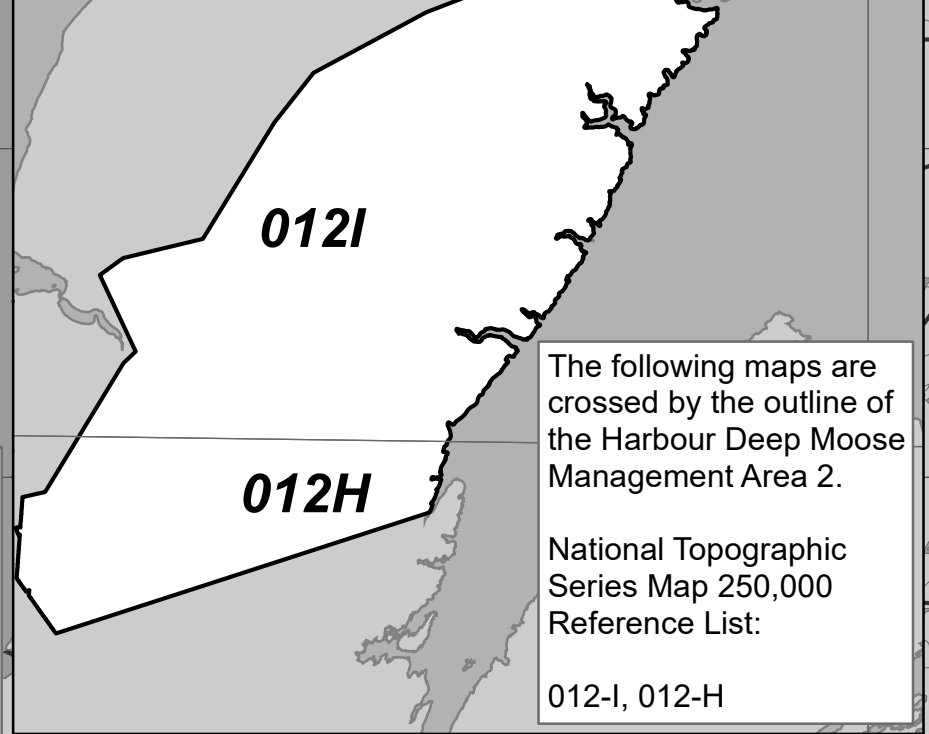 012I
The following maps are
crossed by the outline of
the Harbour Deep Moose
Management Area 2.
012H
National Topographic
Series Map 250,000
Reference List:
012-I, 012-H